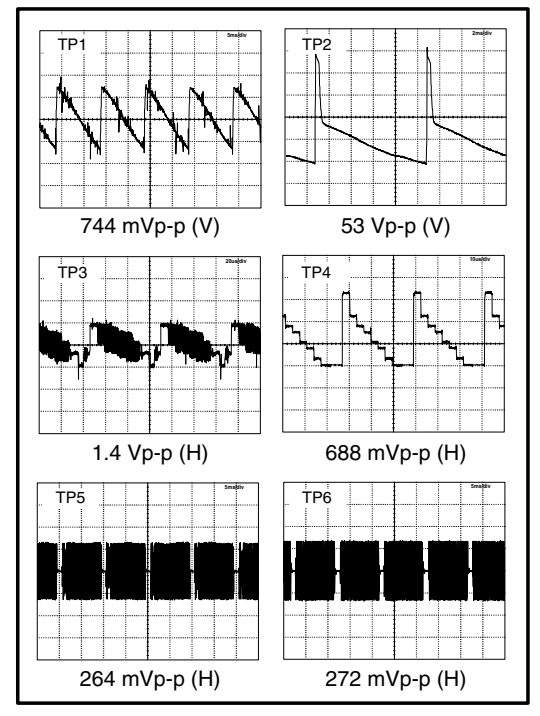 TP1
5ms/div
744 mVp-p (V)
TP2
2ms/div
53 Vp-p (V)
TP3
20us/div
1.4 Vp-p (H)
TP4
10us/div
688 mVp-p (H)
TP5
5ms/div
264 mVp-p (H)
TP6
5ms/div
272 mVp-p (H)